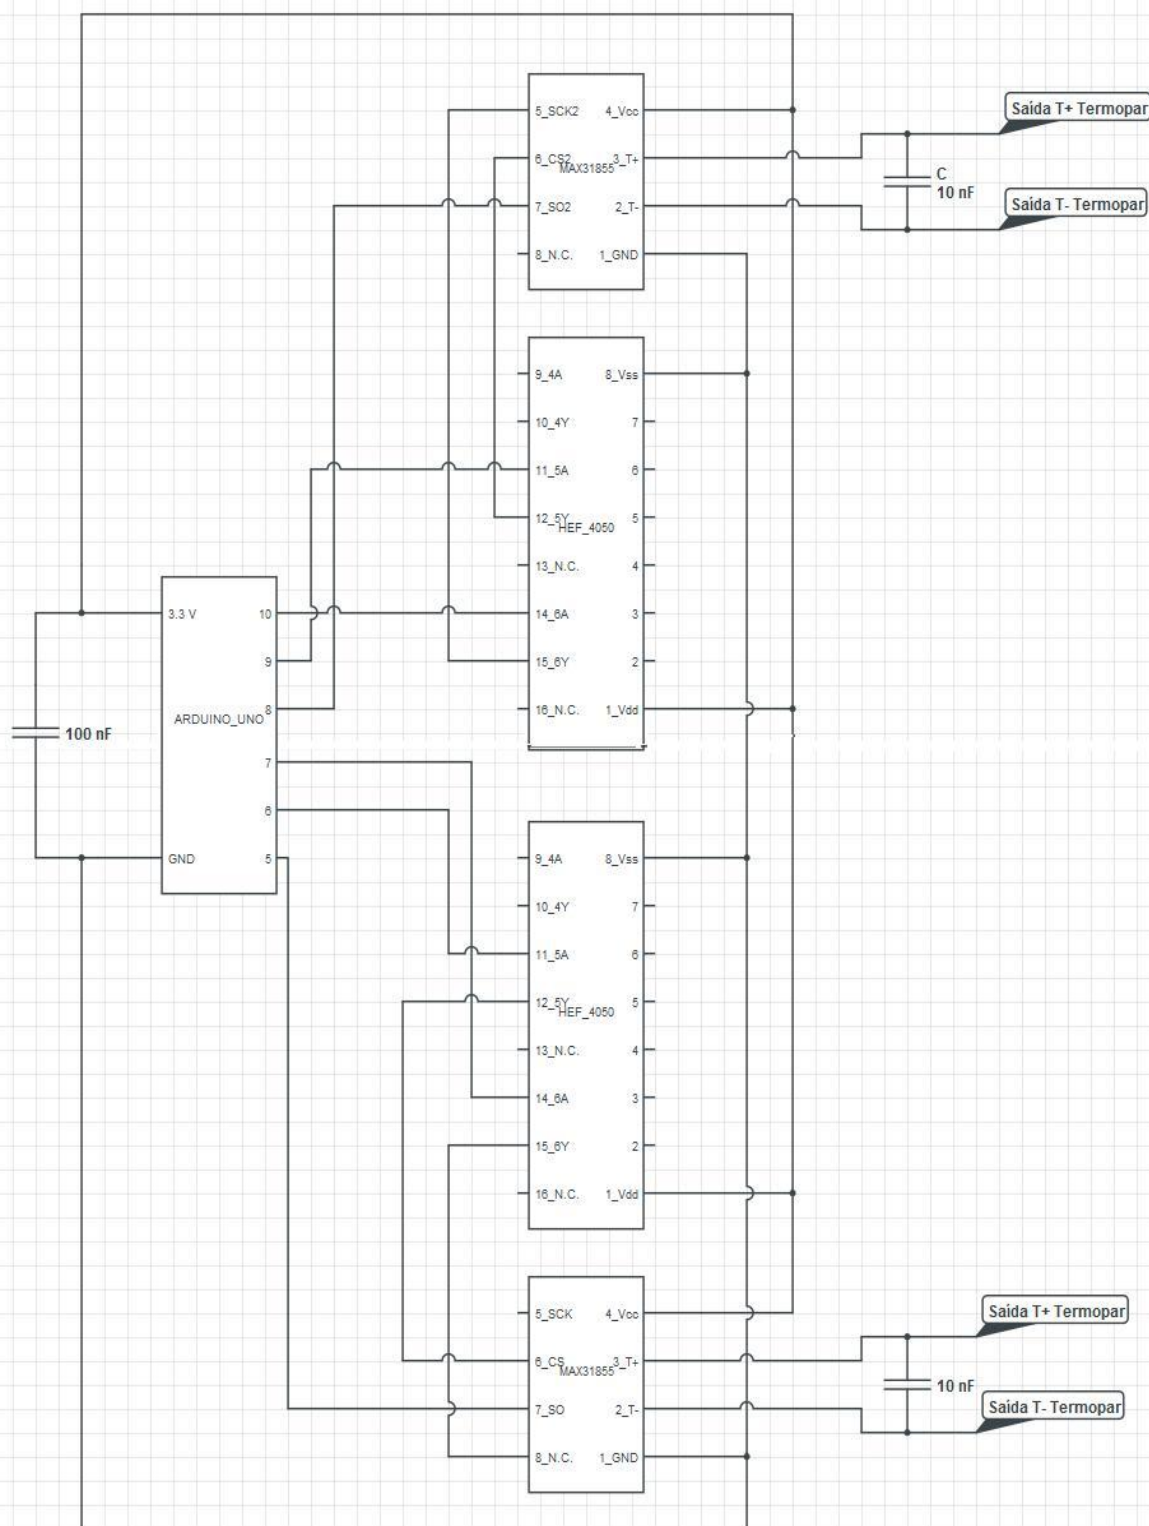 5_SCK2
4_Vcc
6_CS2
3_T+
MAX31855
7_SO2
2_T-
8_N.C.
1_GND
Saída T+ Termopar
C
10 nF
Saída T- Termopar
9_4A
8_Vss
10_4Y
7
11_5A
6
12_5Y
5
HEF_4050
13_N.C.
4
14_6A
3
15_6Y
2
16_N.C.
1_Vdd
3.3 V
10
9
8
ARDUINO_UNO
7
6
GND
5
100 nF
9_4A
8_Vss
10_4Y
7
11_5A
6
12_5Y
5
HEF_4050
13_N.C.
4
14_6A
3
15_6Y
2
16_N.C.
1_Vdd
5_SCK
4_Vcc
6_CS
3_T+
MAX31855
7_SO
2_T-
8_N.C.
1_GND
Saída T+ Termopar
10 nF
Saída T- Termopar